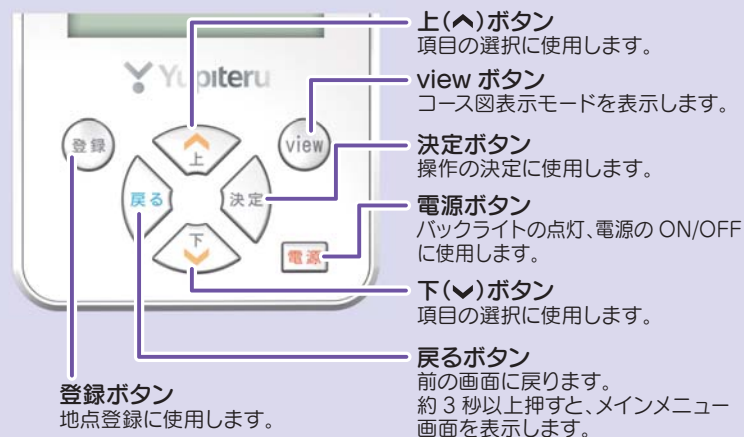 上(︿)ボタン
項目の選択に使用します。
view ボタン
コース図表示モードを表示します。
決定ボタン
操作の決定に使用します。
電源ボタン
バックライトの点灯、電源の ON/OFF
に使用します。
下(﹀)ボタン
項目の選択に使用します。
戻るボタン
前の画面に戻ります。
約 3 秒以上押すと、メインメニュー
画面を表示します。
登録ボタン
地点登録に使用します。
Yupiteru
登録
上
view
戻る
決定
下
電源